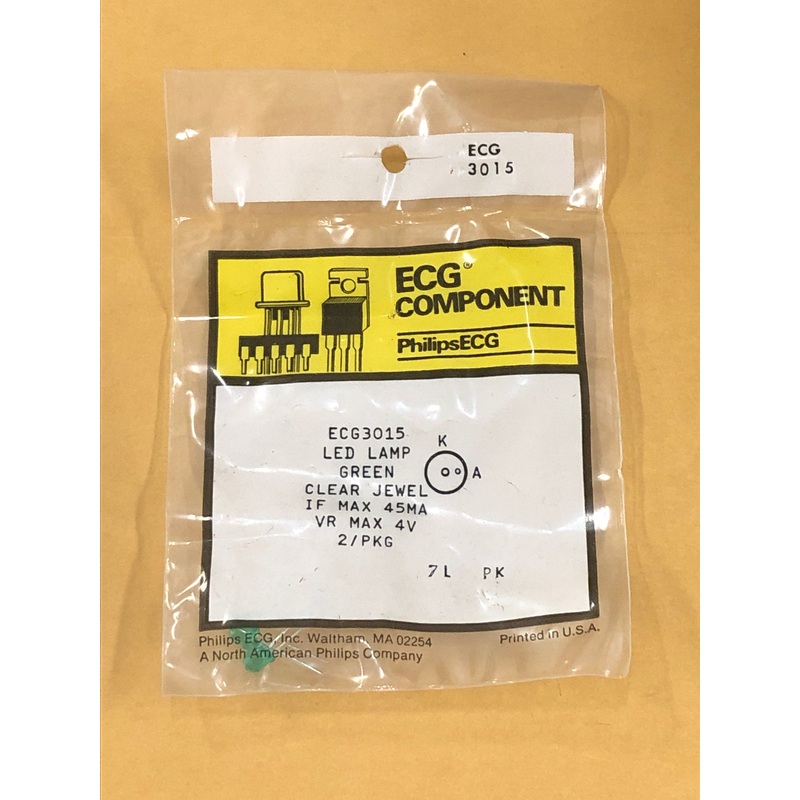 ECG
3015
ECG®
COMPONENT
PhilipsECG
ECG3015
LED LAMP
GREEN
CLEAR JEWEL
IF MAX 45MA
VR MAX 4V
2/PKG
K
A
7L PK
Philips ECG, Inc. Waltham, MA 02254
A North American Philips Company
Printed in U.S.A.